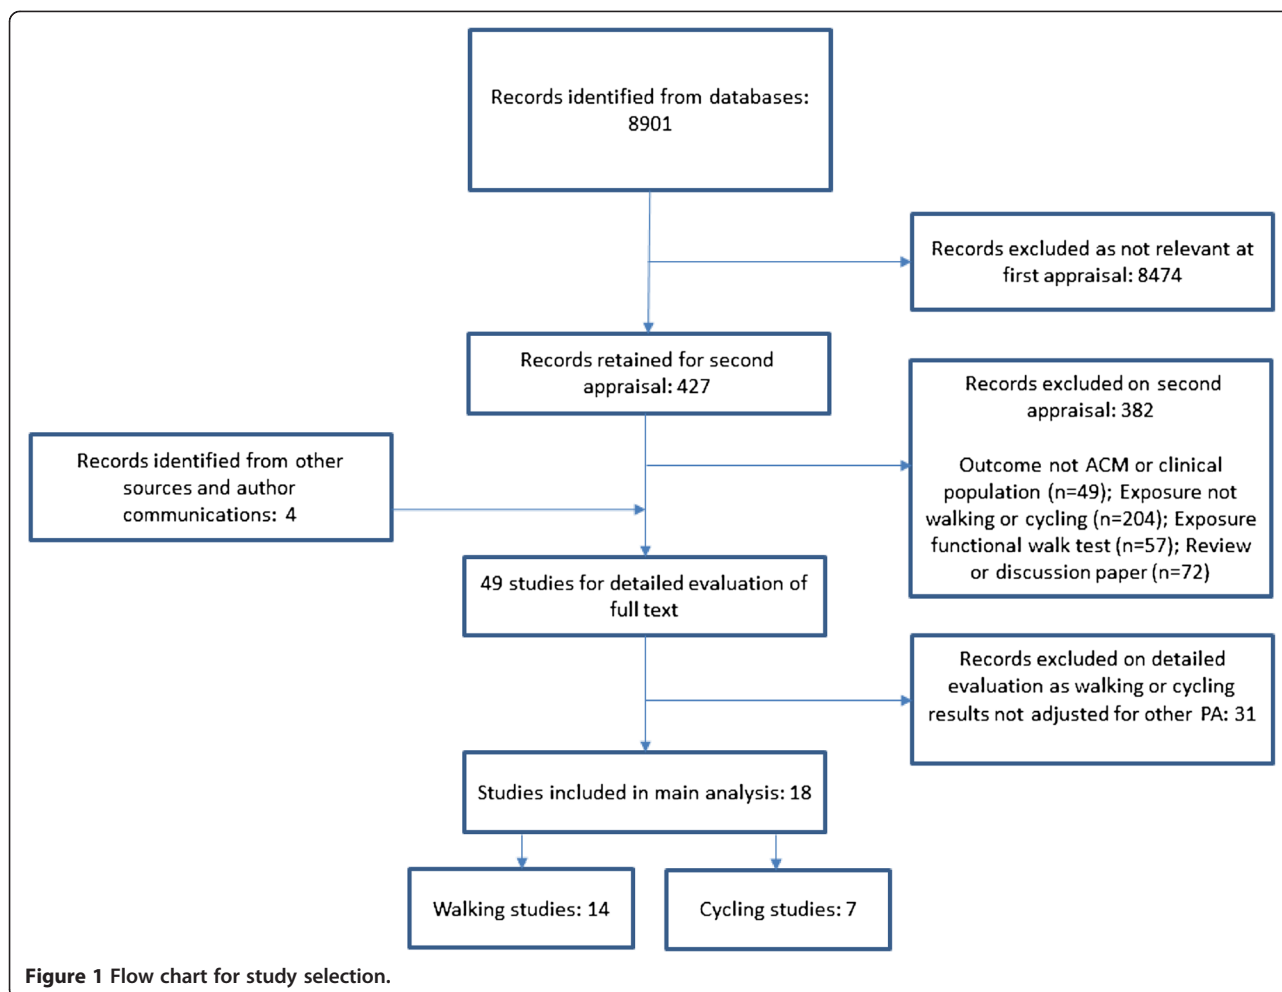 Records identified from databases:
8901
Records excluded as not relevant at
first appraisal: 8474
Records retained for second
appraisal: 427
Records excluded on second
appraisal: 382
Outcome not ACM or clinical
population (n=49); Exposure not
walking or cycling (n=204); Exposure
functional walk test (n=57); Review
or discussion paper (n=72)
Records identified from other
sources and author
communications: 4
49 studies for detailed evaluation of
full text
Records excluded on detailed
evaluation as walking or cycling
results not adjusted for other PA: 31
Studies included in main analysis: 18
Walking studies: 14
Cycling studies: 7
Figure 1 Flow chart for study selection.